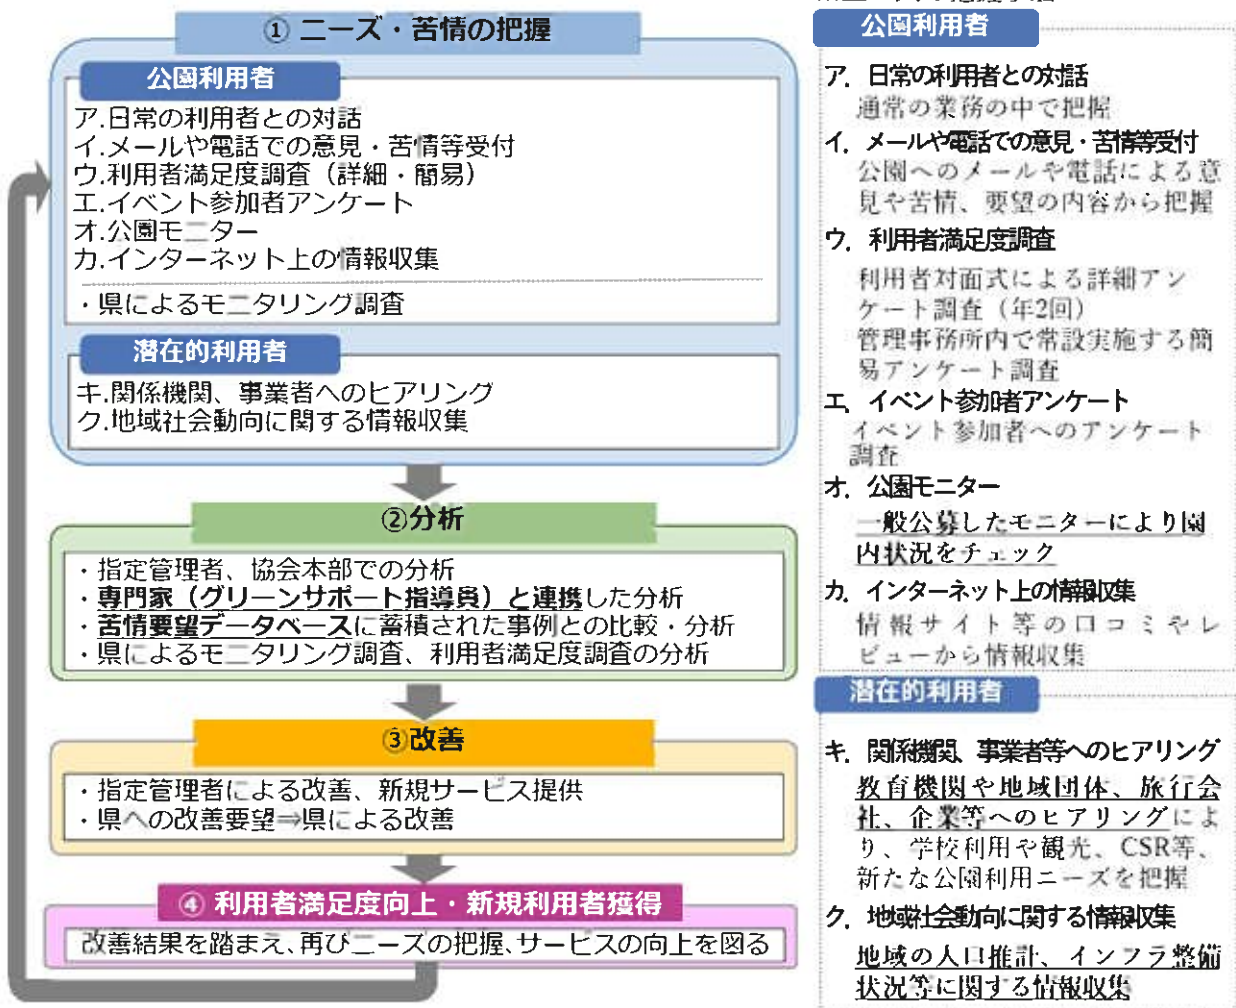 ① ニーズ・苦情の把握
公園利用者
ア.日常の利用者との対話
イ.メールや電話での意見・苦情等受付
ウ.利用者満足度調査（詳細・簡易）
エ.イベント参加者アンケート
オ.公園モニター
カ.インターネット上の情報収集
・県によるモニタリング調査
潜在的利用者
キ.関係機関、事業者へのヒアリング
ク.地域社会動向に関する情報収集
②分析
・指定管理者、協会本部での分析
・専門家（グリーンサポート指導員）と連携した分析
・苦情要望データベースに蓄積された事例との比較・分析
・県によるモニタリング調査、利用者満足度調査の分析
③改善
・指定管理者による改善、新規サービス提供
・県への改善要望⇒県による改善
④ 利用者満足度向上・新規利用者獲得
改善結果を踏まえ、再びニーズの把握、サービスの向上を図る
公園利用者
ア. 日常の利用者との対話
通常の業務の中で把握
イ. メールや電話での意見・苦情等受付
公園へのメールや電話による意
見や苦情、要望の内容から把握
ウ. 利用者満足度調査
利用者対面式による詳細アン
ケート調査（年2回）
管理事務所内で常設実施する簡
易アンケート調査
エ. イベント参加者アンケート
イベント参加者へのアンケート
調査
オ. 公園モニター
一般公募したモニターにより園
内状況をチェック
カ. インターネット上の情報収集
情報サイト等の口コミやレ
ビューから情報収集
潜在的利用者
キ. 関係機関、事業者等へのヒアリング
教育機関や地域団体、旅行会
社、企業等へのヒアリングによ
り、学校利用や観光、CSR等、
新たな公園利用ニーズを把握
ク. 地域社会動向に関する情報収集
地域の人口推計、インフラ整備
状況等に関する情報収集